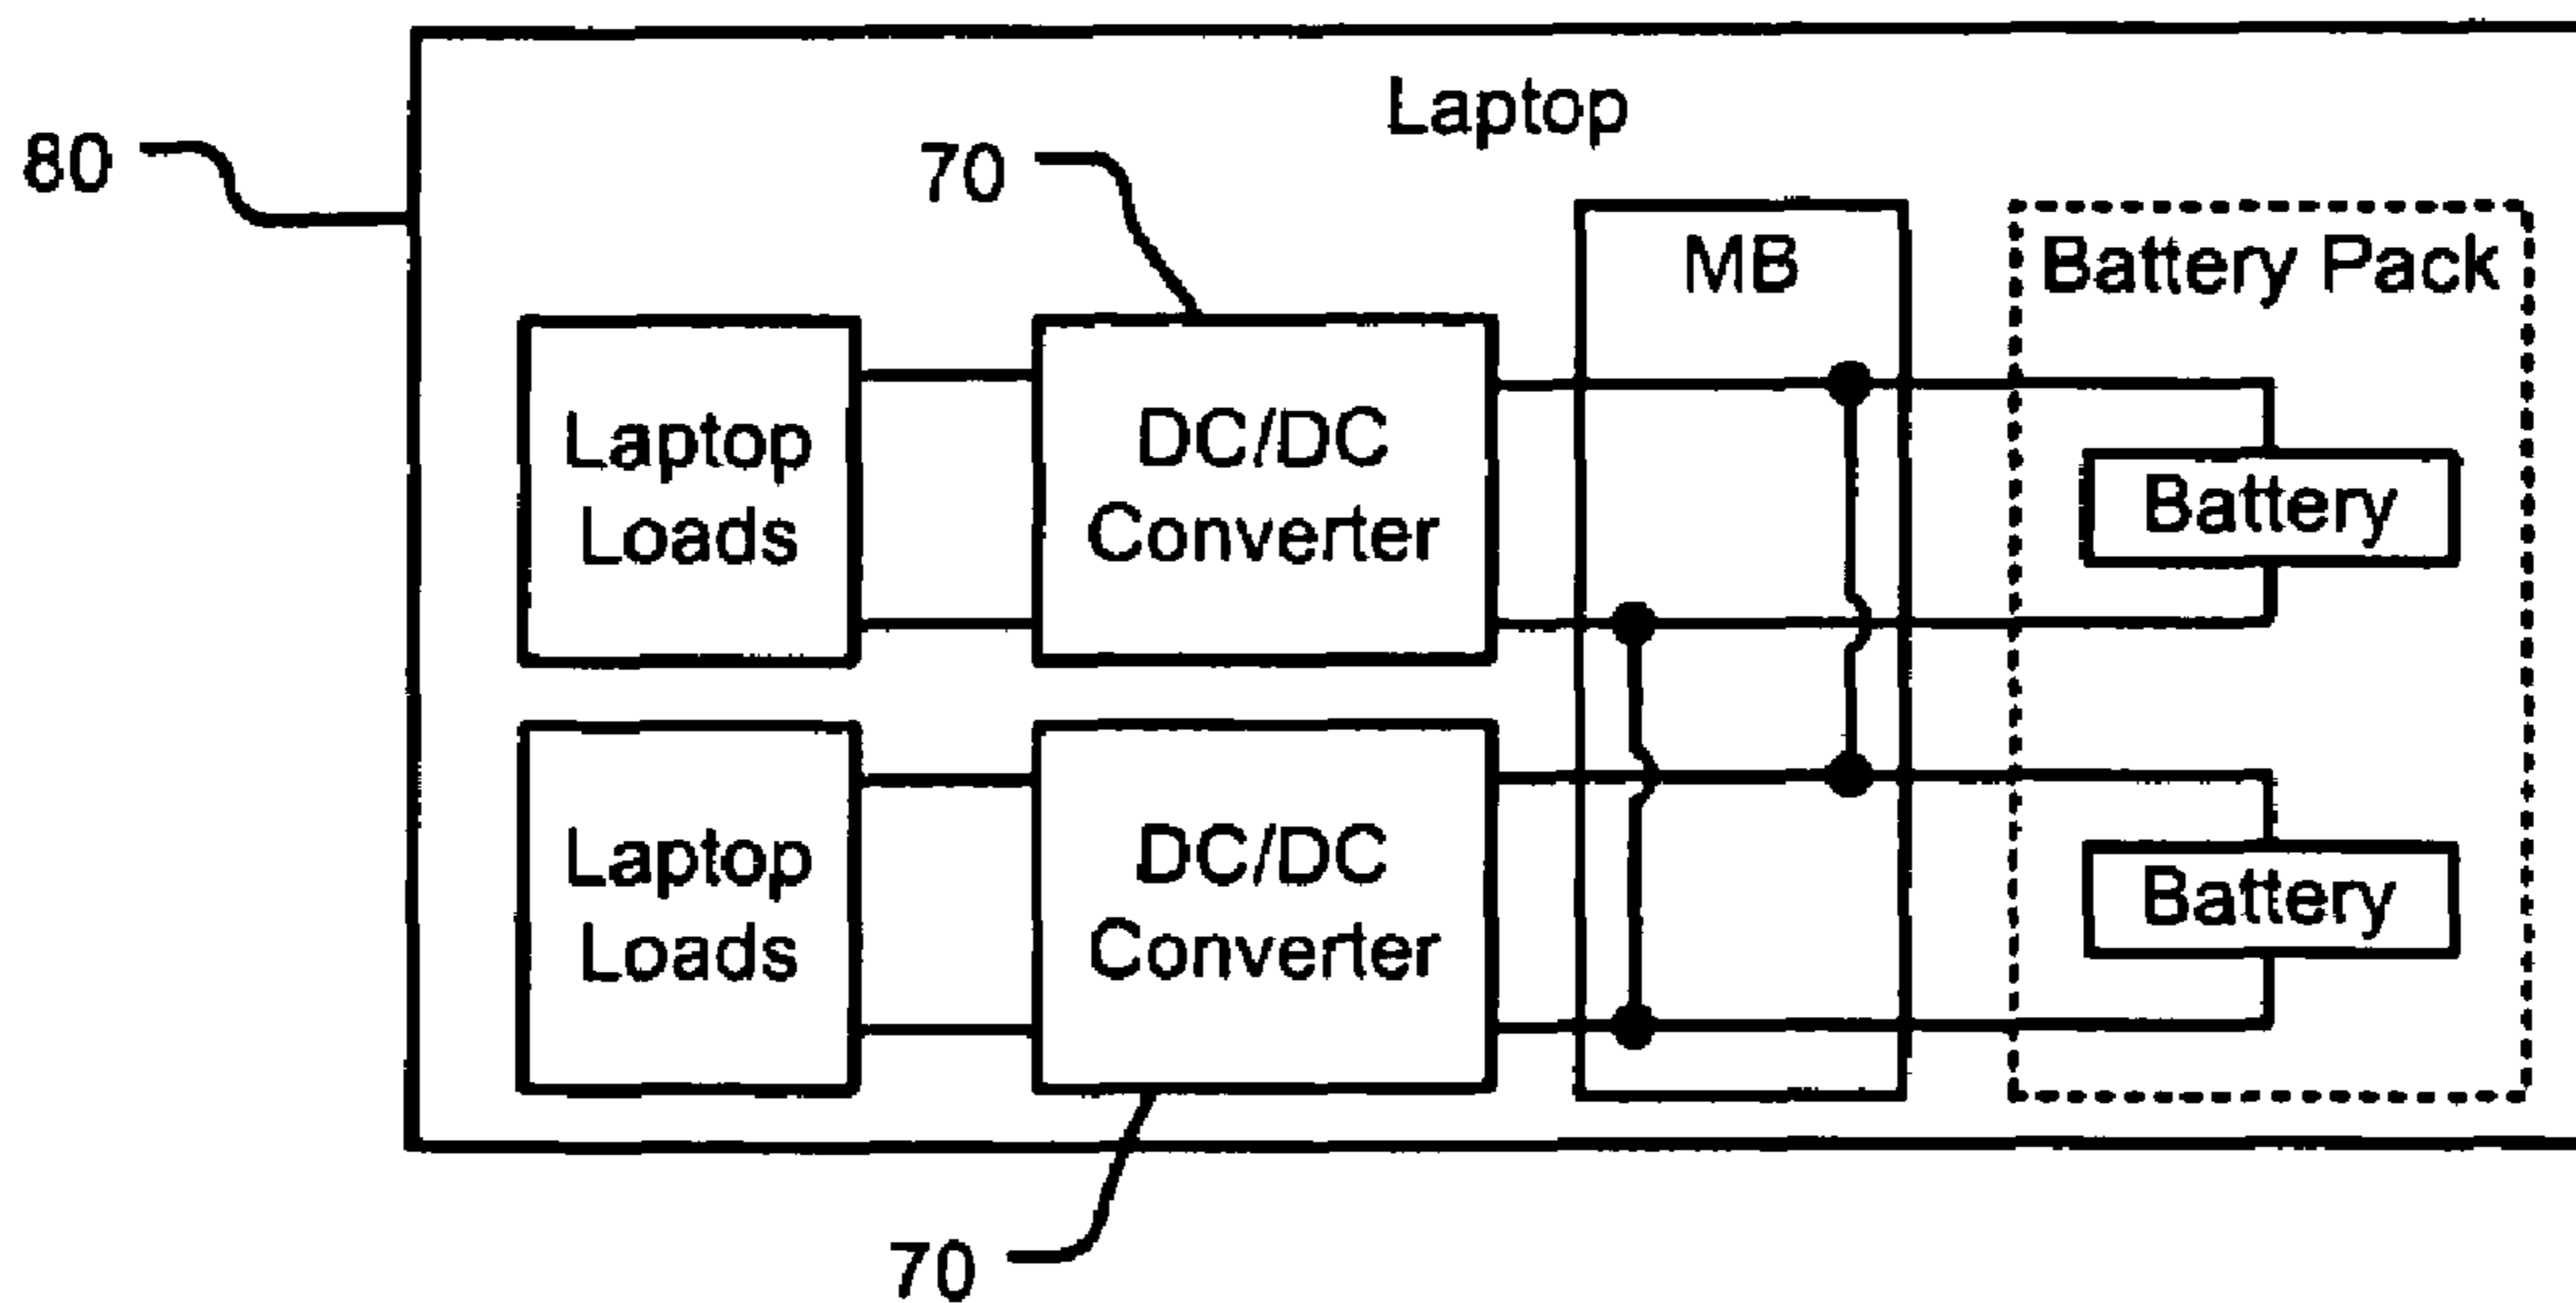 Laptop
80
70
MB
Battery Pack
Laptop
Loads
DC/DC
Converter
Battery
Laptop
Loads
DC/DC
Converter
Battery
70